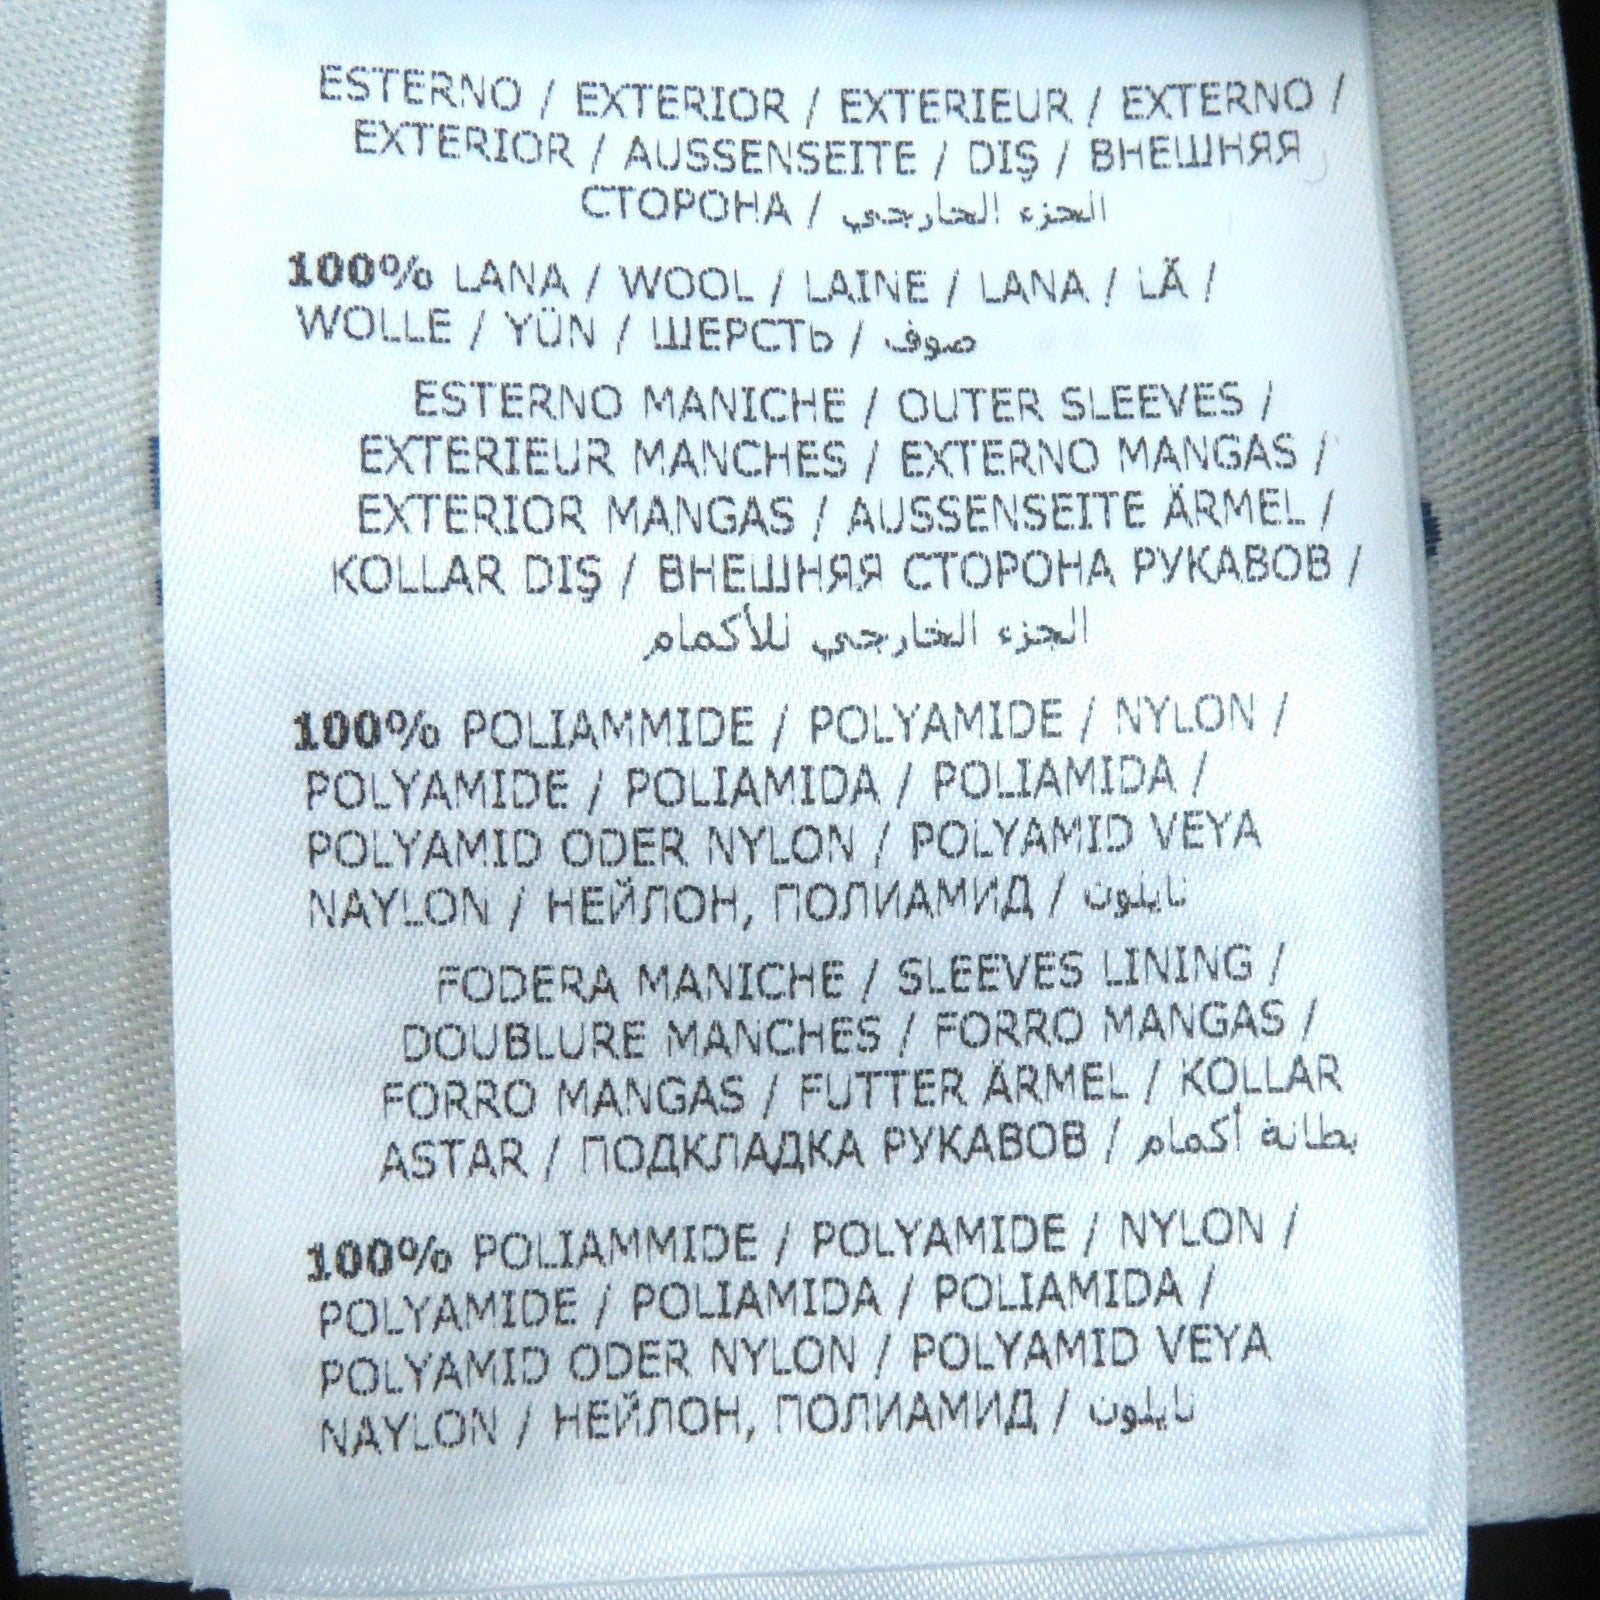 ESTERNO / EXTERIOR / EXTERIEUR / EXTERNO /
EXTERIOR / AUSSENSEITE / DIŞ / ВНЕШНЯЯ
СТОРОНА / الجزء الخارجي
100% LANA / WOOL / LAINE / LANA / LÃ /
WOLLE / YÜN / ШЕРСТЬ / صوف
ESTERNO MANICHE / OUTER SLEEVES /
EXTERIEUR MANCHES / EXTERNO MANGAS /
EXTERIOR MANGAS / AUSSENSEITE ÄRMEL /
KOLLAR DIŞ / ВНЕШНЯЯ СТОРОНА РУКАВОВ /
الجزء الخارجي للأكمام
100% POLIAMMIDE / POLYAMIDE / NYLON /
POLYAMIDE / POLIAMIDA / POLIAMIDA /
POLYAMID ODER NYLON / POLYAMID VEYA
NAYLON / НЕЙЛОН, ПОЛИАМИД / نايلون
FODERA MANICHE / SLEEVES LINING /
DOUBLURE MANCHES / FORRO MANGAS /
FORRO MANGAS / FUTTER ÄRMEL / KOLLAR
ASTAR / ПОДКЛАДКА РУКАВОВ / بطانة أكمام
100% POLIAMMIDE / POLYAMIDE / NYLON /
POLYAMIDE / POLIAMIDA / POLIAMIDA /
POLYAMID ODER NYLON / POLYAMID VEYA
NAYLON / НЕЙЛОН, ПОЛИАМИД / نايلون